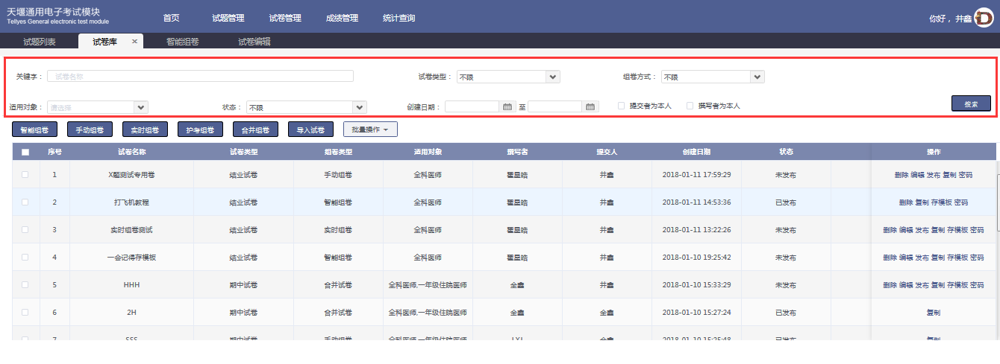 天堰通用电子考试模块
Tellyes General electronic test module
首页 试题管理 试卷管理 成绩管理 统计查询
你好，井鑫
试题列表 试卷库 × 智能组卷 试卷编辑
关键字： 试卷名称 试卷类型： 不限 组卷方式： 不限
适用对象： 请选择 状态： 不限 创建日期： 至 提交者为本人 撰写者为本人 搜索
智能组卷 手动组卷 实时组卷 护考组卷 合并组卷 导入试卷 批量操作
序号 试卷名称 试卷类型 组卷类型 适用对象 撰写者 提交人 创建日期 状态 操作
1 X题测试专用卷 结业试卷 手动组卷 全科医师 瞿星皓 井鑫 2018-01-11 17:59:29 未发布 删除 编辑 发布 复制 密码
2 打飞机教程 结业试卷 智能组卷 全科医师 瞿星皓 井鑫 2018-01-11 14:53:36 已发布 删除 复制 存模板 密码
3 实时组卷测试 结业试卷 实时组卷 全科医师 瞿星皓 井鑫 2018-01-11 13:22:26 未发布 删除 编辑 发布 复制 存模板 密码
4 一会记得存模板 结业试卷 智能组卷 全科医师 瞿星皓 井鑫 2018-01-10 19:25:42 未发布 删除 编辑 发布 复制 存模板 密码
5 HHH 期中试卷 合并试卷 全科医师,一年级住院医师 全鑫 井鑫 2018-01-10 15:33:29 未发布 删除 编辑 发布 复制 存模板 密码
6 2H 期中试卷 合并试卷 全科医师,一年级住院医师 全鑫 全鑫 2018-01-10 15:27:24 已发布 复制
7 SSS 期中试卷 手动组卷 全科医师,一年级住院医师 LYL 全鑫 2018-01-10 15:25:48 已发布 复制